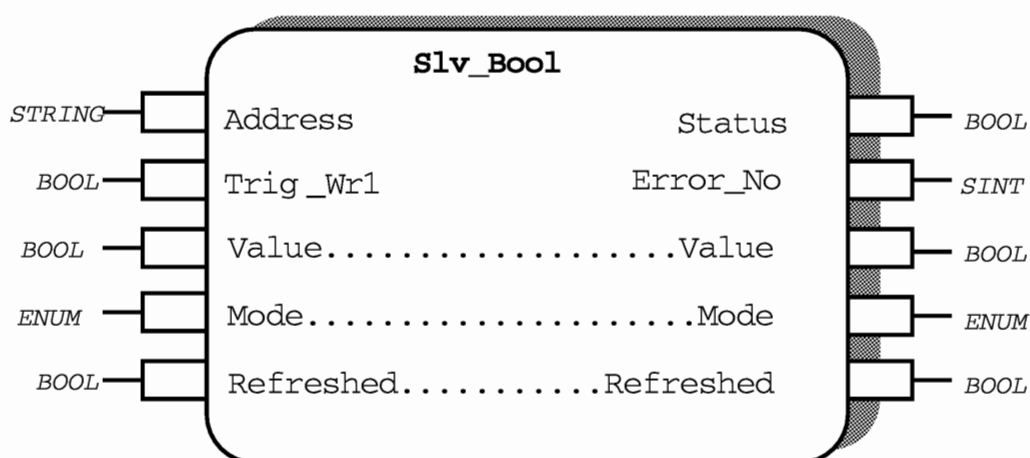 Slv_Bool
STRING Address Status BOOL
BOOL Trig_Wr1 Error_No SINT
BOOL Value...................Value BOOL
ENUM Mode.....................Mode ENUM
BOOL Refreshed...........Refreshed BOOL